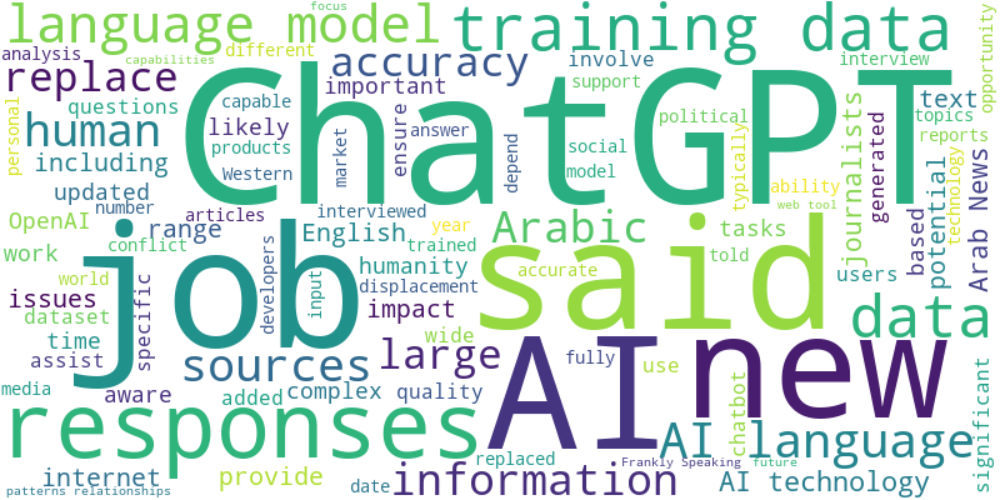 focus
language model
training data
opportunity
analysis
capabilities
different
accuracy
involve
interview
replace
important
support
text
personal
questions
capable
ChatGPT
political
topics
human
likely
answer
ensure
market
depend
social
journalists
generated
reports
including
products
Western
model
typically
technology
updated
ability
number
articles
interviewed
web tool
OpenAI
range
English
year
Arabic
tasks
based
potential
Arab News
work
conflict
job
trained
said
told
world
developers
input
humanity
accurate
users
issues
specific
displacement
dataset
impact
data
time
wide
new
assist
sources
large
AI
fully
use
media
aware
added
complex
quality
chatbot
significant
responses
AI language
replaced
internet
provide
information
Frankly Speaking
future
patterns relationships
date
AI technology